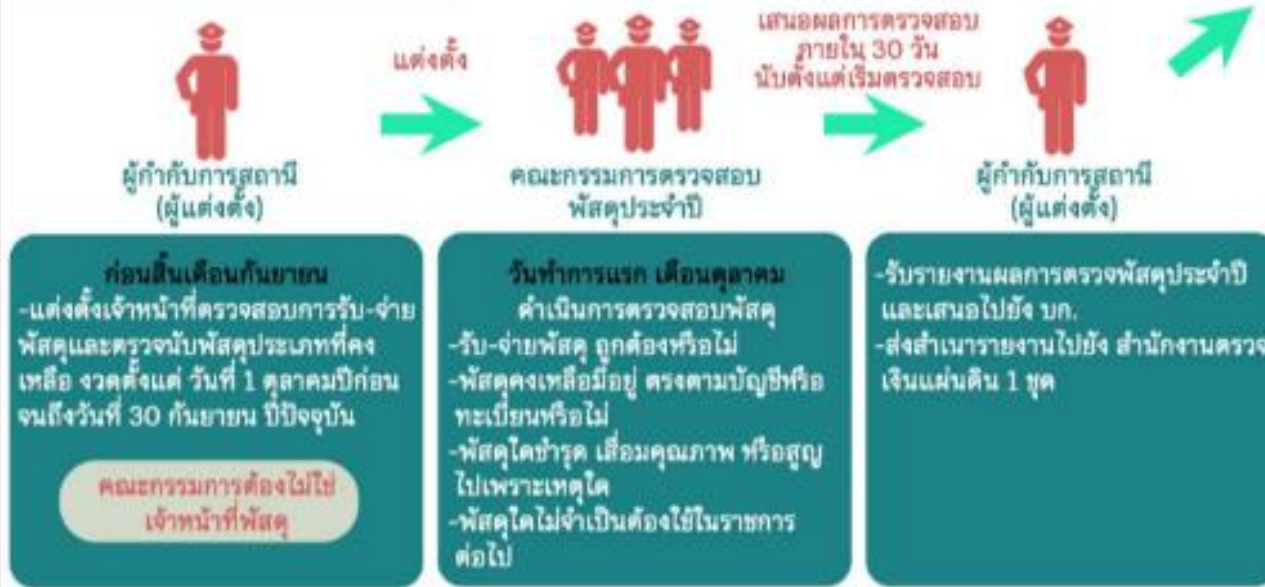 แต่งตั้ง
เสนอผลการตรวจสอบ
ภายใน 30 วัน
นับตั้งแต่เริ่มตรวจสอบ
ผู้กำกับการสถานี
(ผู้แต่งตั้ง)
คณะกรรมการตรวจสอบ
พัสดุประจำปี
ผู้กำกับการสถานี
(ผู้แต่งตั้ง)
ก่อนสิ้นเดือนกันยายน
-แต่งตั้งเจ้าหน้าที่ตรวจสอบการรับ-จ่าย
พัสดุและตรวจนับพัสดุประเภทที่คง
เหลือ งวดตั้งแต่ วันที่ 1 ตุลาคมปีก่อน
จนถึงวันที่ 30 กันยายน ปีปัจจุบัน
คณะกรรมการต้องไม่ใช่
เจ้าหน้าที่พัสดุ
วันทำการแรก เดือนตุลาคม
ดำเนินการตรวจสอบพัสดุ
-รับ-จ่ายพัสดุ ถูกต้องหรือไม่
-พัสดุคงเหลือมีอยู่ ตรงตามบัญชีหรือ
ทะเบียนหรือไม่
-พัสดุใดชำรุด เสื่อมคุณภาพ หรือสูญ
ไปเพราะเหตุใด
-พัสดุใดไม่จำเป็นต้องใช้ในราชการ
ต่อไป
-รับรายงานผลการตรวจพัสดุประจำปี
และเสนอไปยัง บก.
-ส่งสำเนารายงานไปยัง สำนักงานตรวจ
เงินแผ่นดิน 1 ชุด